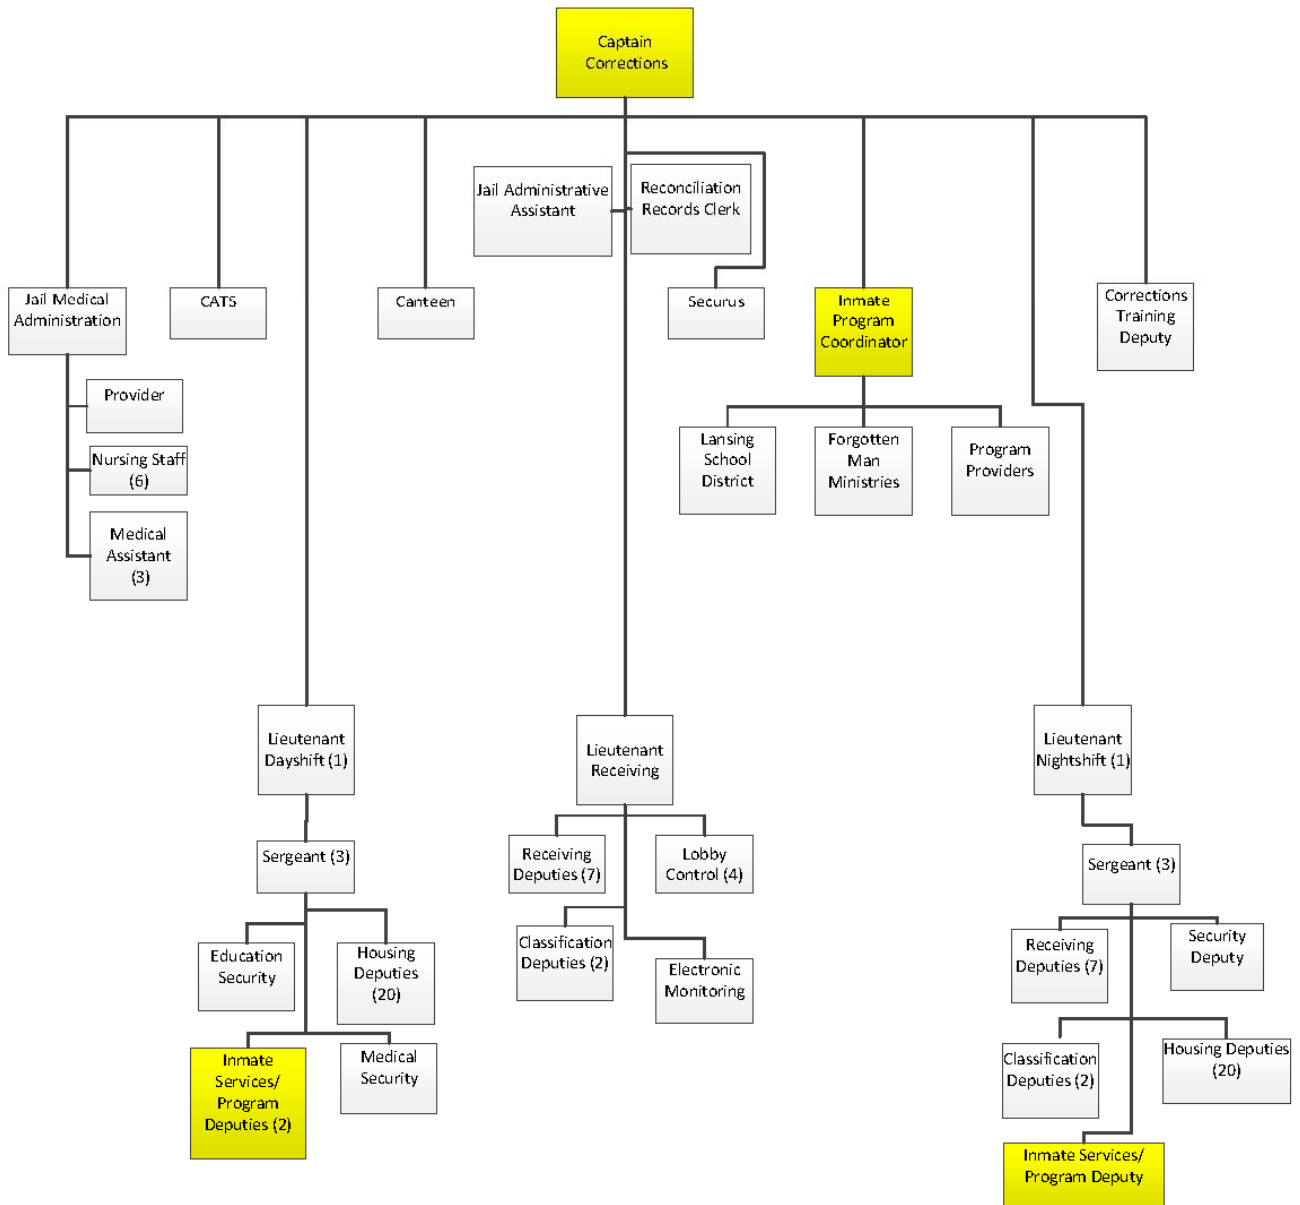 Captain
Corrections
Jail Administrative
Assistant
Reconciliation
Records Clerk
Jail Medical
Administration
CATS
Canteen
Securus
Inmate
Program
Coordinator
Corrections
Training
Deputy
Provider
Nursing Staff
(6)
Medical
Assistant
(3)
Lansing
School
District
Forgotten
Man
Ministries
Program
Providers
Lieutenant
Dayshift (1)
Lieutenant
Receiving
Lieutenant
Nightshift (1)
Sergeant (3)
Receiving
Deputies (7)
Lobby
Control (4)
Sergeant (3)
Education
Security
Housing
Deputies
(20)
Classification
Deputies (2)
Electronic
Monitoring
Receiving
Deputies (7)
Security
Deputy
Inmate
Services/
Program
Deputies (2)
Medical
Security
Classification
Deputies (2)
Housing Deputies
(20)
Inmate Services/
Program Deputy